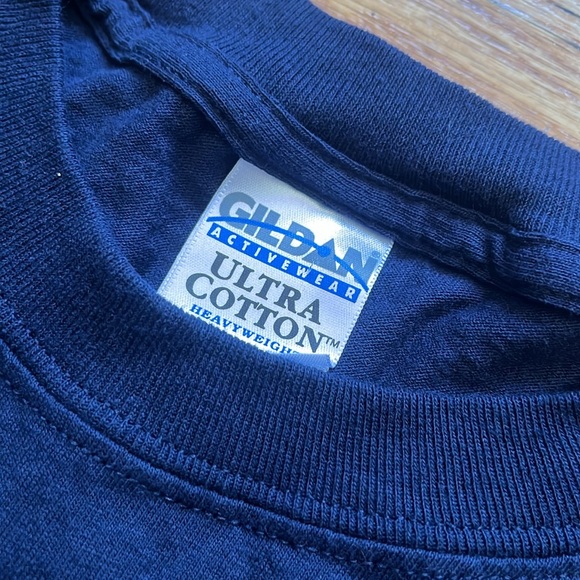 GILDAN
ACTIVEWEAR
ULTRA
COTTON™
HEAVYWEIGHT